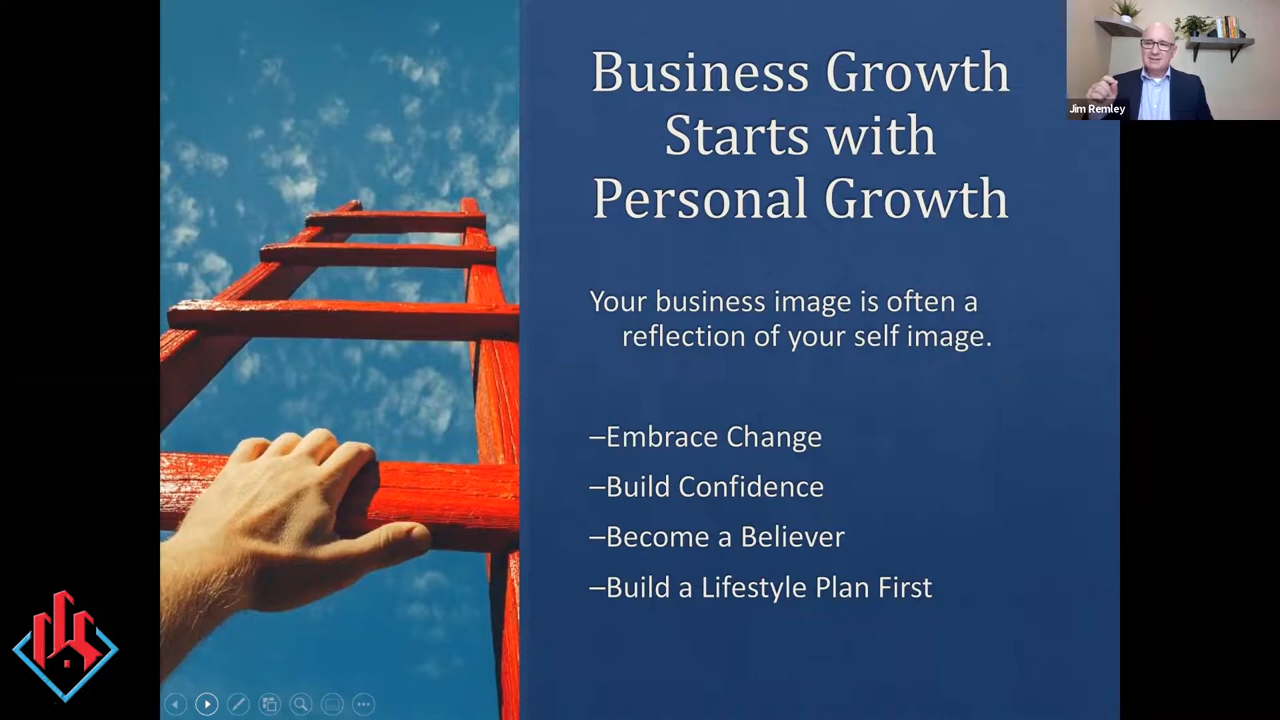 Business Growth
Starts with
Personal Growth
Your business image is often a
reflection of your self image.
–Embrace Change
–Build Confidence
–Become a Believer
–Build a Lifestyle Plan First
Jim Remley